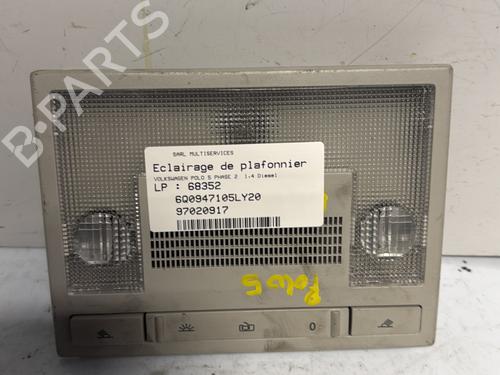 B-PARTS
SARL MULTISERVICES
Eclairage de plafonnier
VOLKSWAGEN POLO 5 PHASE 2 1.4 Diesel
LP : 68352
6Q0947105LY20
97020917
Polo 5
0